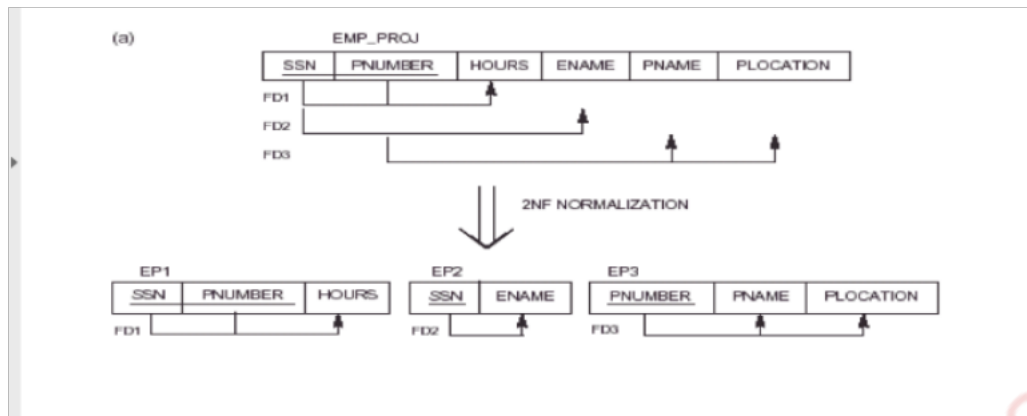 (a) EMP_PROJ
SSN PNUMBER HOURS ENAME PNAME PLOCATION
FD1
FD2
FD3
2NF NORMALIZATION
EP1 EP2 EP3
SSN PNUMBER HOURS SSN ENAME PNUMBER PNAME PLOCATION
FD1 FD2 FD3